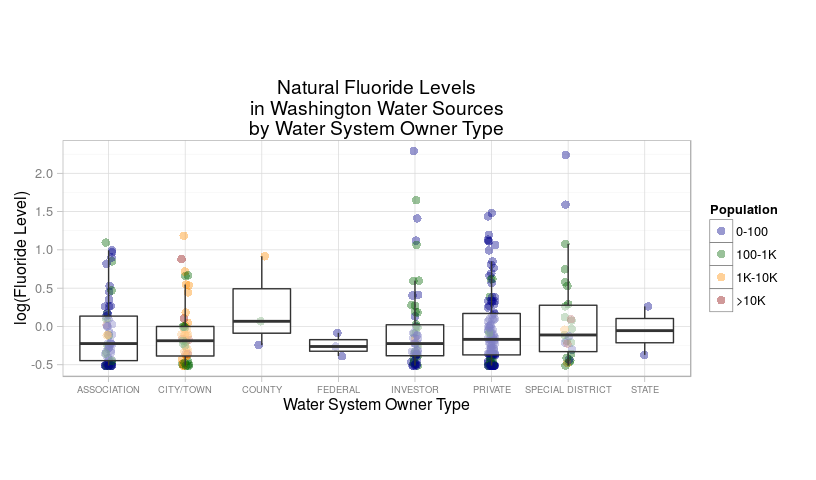 Natural Fluoride Levels
in Washington Water Sources
by Water System Owner Type
log(Fluoride Level)
2.0
1.5
1.0
0.5
0.0
-0.5
ASSOCIATION CITY/TOWN COUNTY FEDERAL INVESTOR PRIVATE SPECIAL DISTRICT STATE
Water System Owner Type
Population
0-100
100-1K
1K-10K
>10K